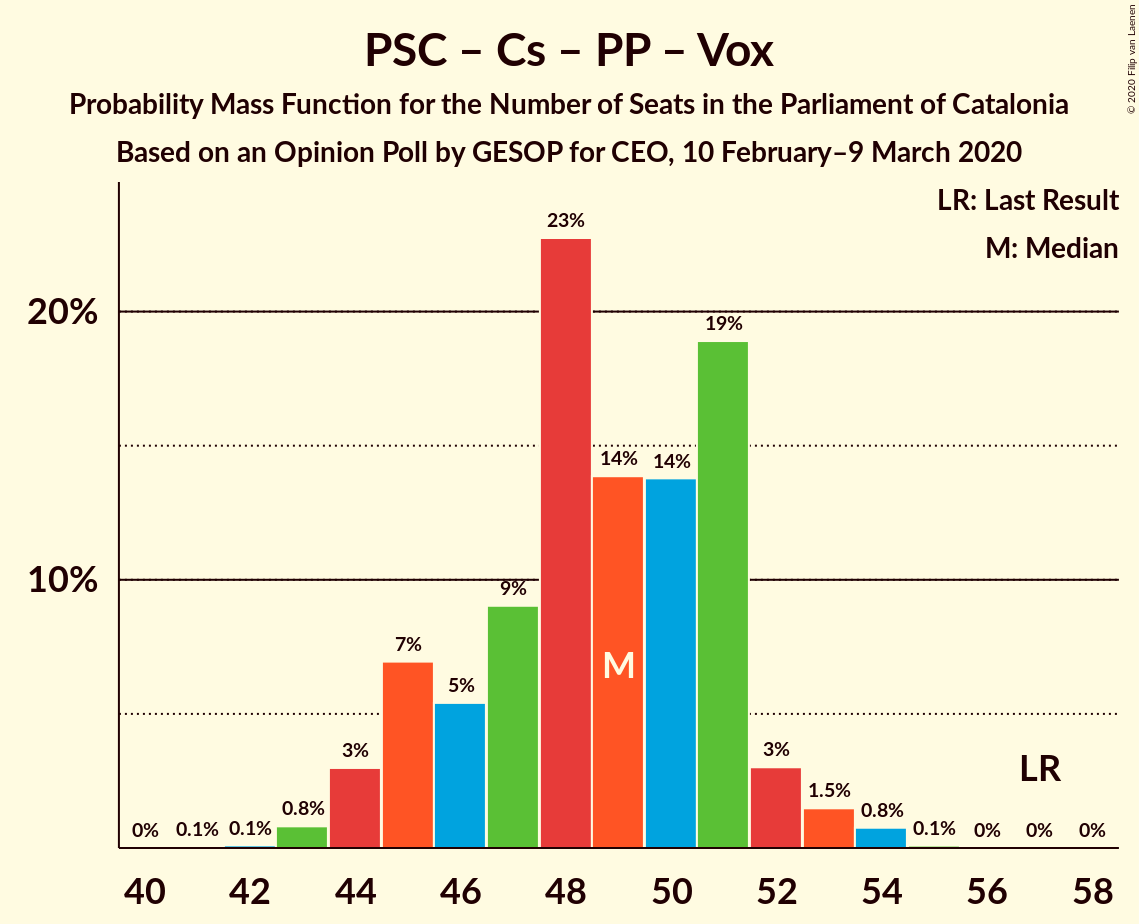 PSC – Cs – PP – Vox
Probability Mass Function for the Number of Seats in the Parliament of Catalonia
Based on an Opinion Poll by GESOP for CEO, 10 February–9 March 2020
© 2020 Filip van Laenen
LR: Last Result
M: Median
20%
10%
0%
0.1%
0.1%
0.8%
3%
7%
5%
9%
23%
14%
14%
19%
3%
1.5%
0.8%
0.1%
0%
0%
0%
M
LR
40 42 44 46 48 50 52 54 56 58